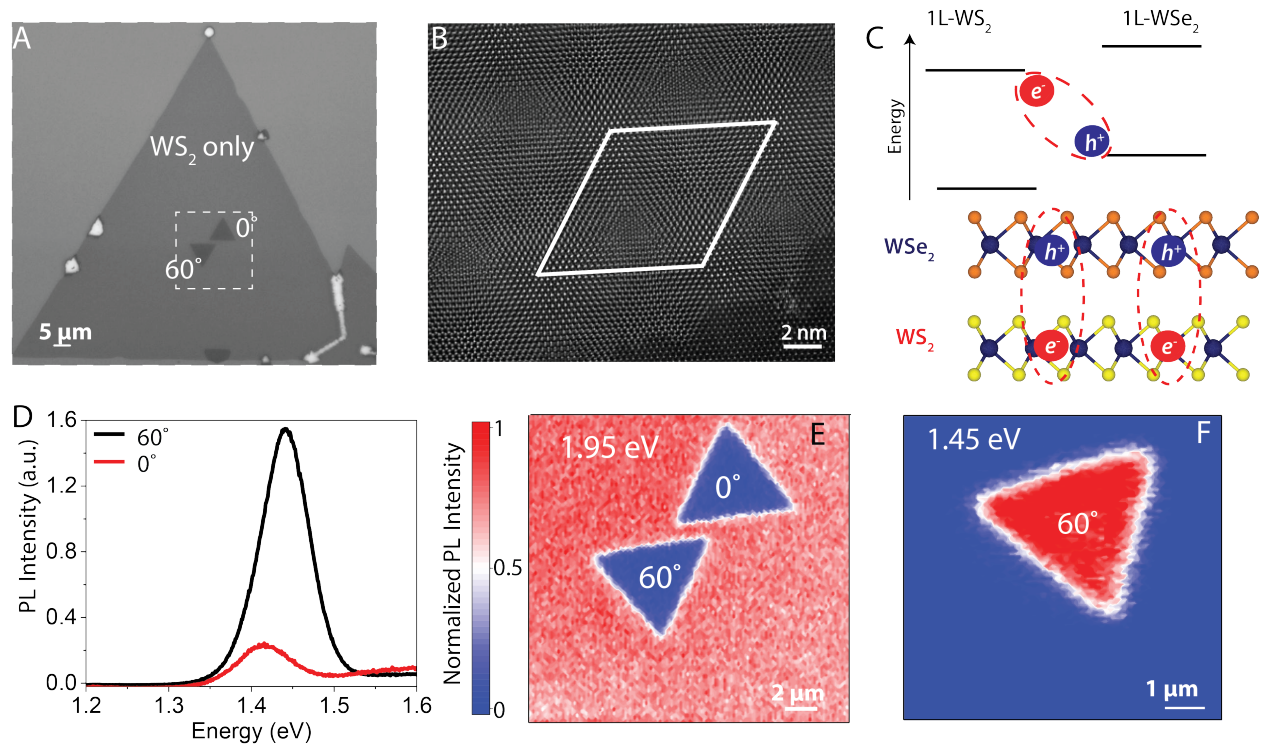 A
WS₂ only
0°
60°
5 µm
B
2 nm
C
1L-WS₂
1L-WSe₂
Energy
e⁻
h⁺
WSe₂
h⁺
h⁺
WS₂
e⁻
e⁻
D
PL Intensity (a.u.)
1.6
1.2
0.8
0.4
0.0
60°
0°
1.2
1.3
1.4
1.5
1.6
Energy (eV)
Normalized PL Intensity
1
0.5
0
E
1.95 eV
0°
60°
2 µm
F
1.45 eV
60°
1 µm